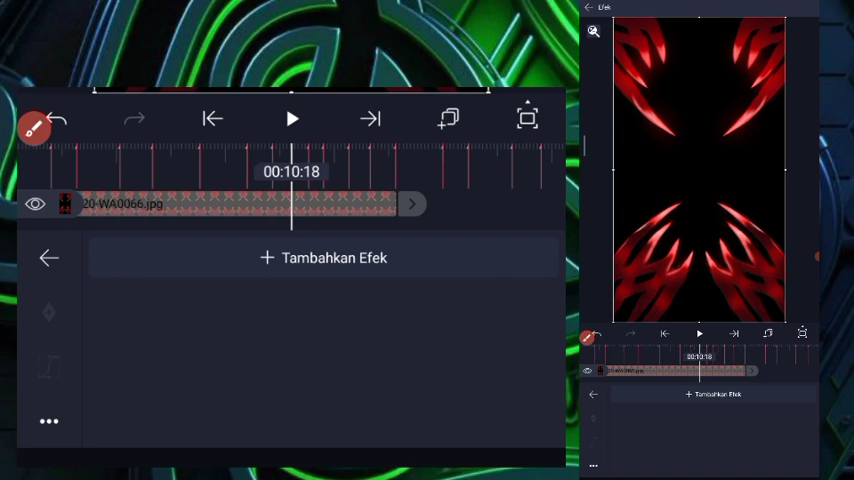 00:10:18
20-WA0066.jpg
+ Tambahkan Efek
Efek
00:10:18
+ Tambahkan Efek